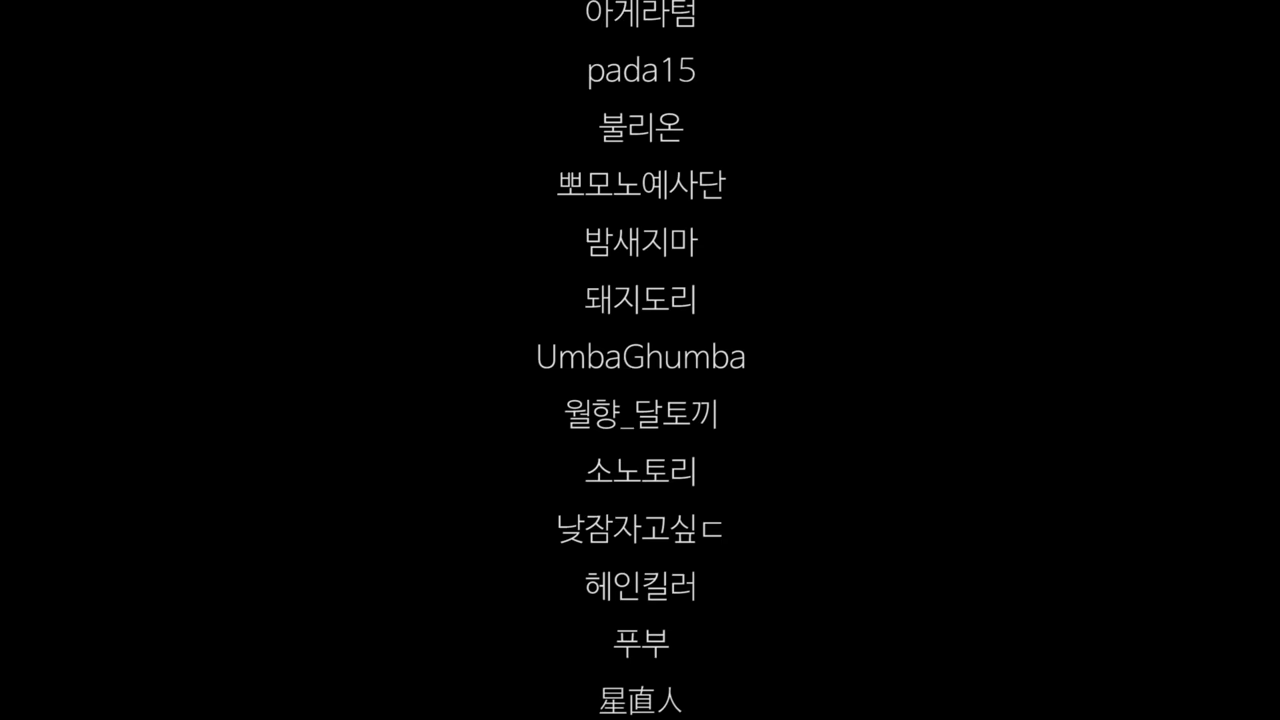 아게라텀
pada15
불리온
뽀모노예사단
밤새지마
돼지도리
UmbaGhumba
월향_달토끼
소노토리
낮잠자고싶ㄷ
헤인킬러
푸부
星直人